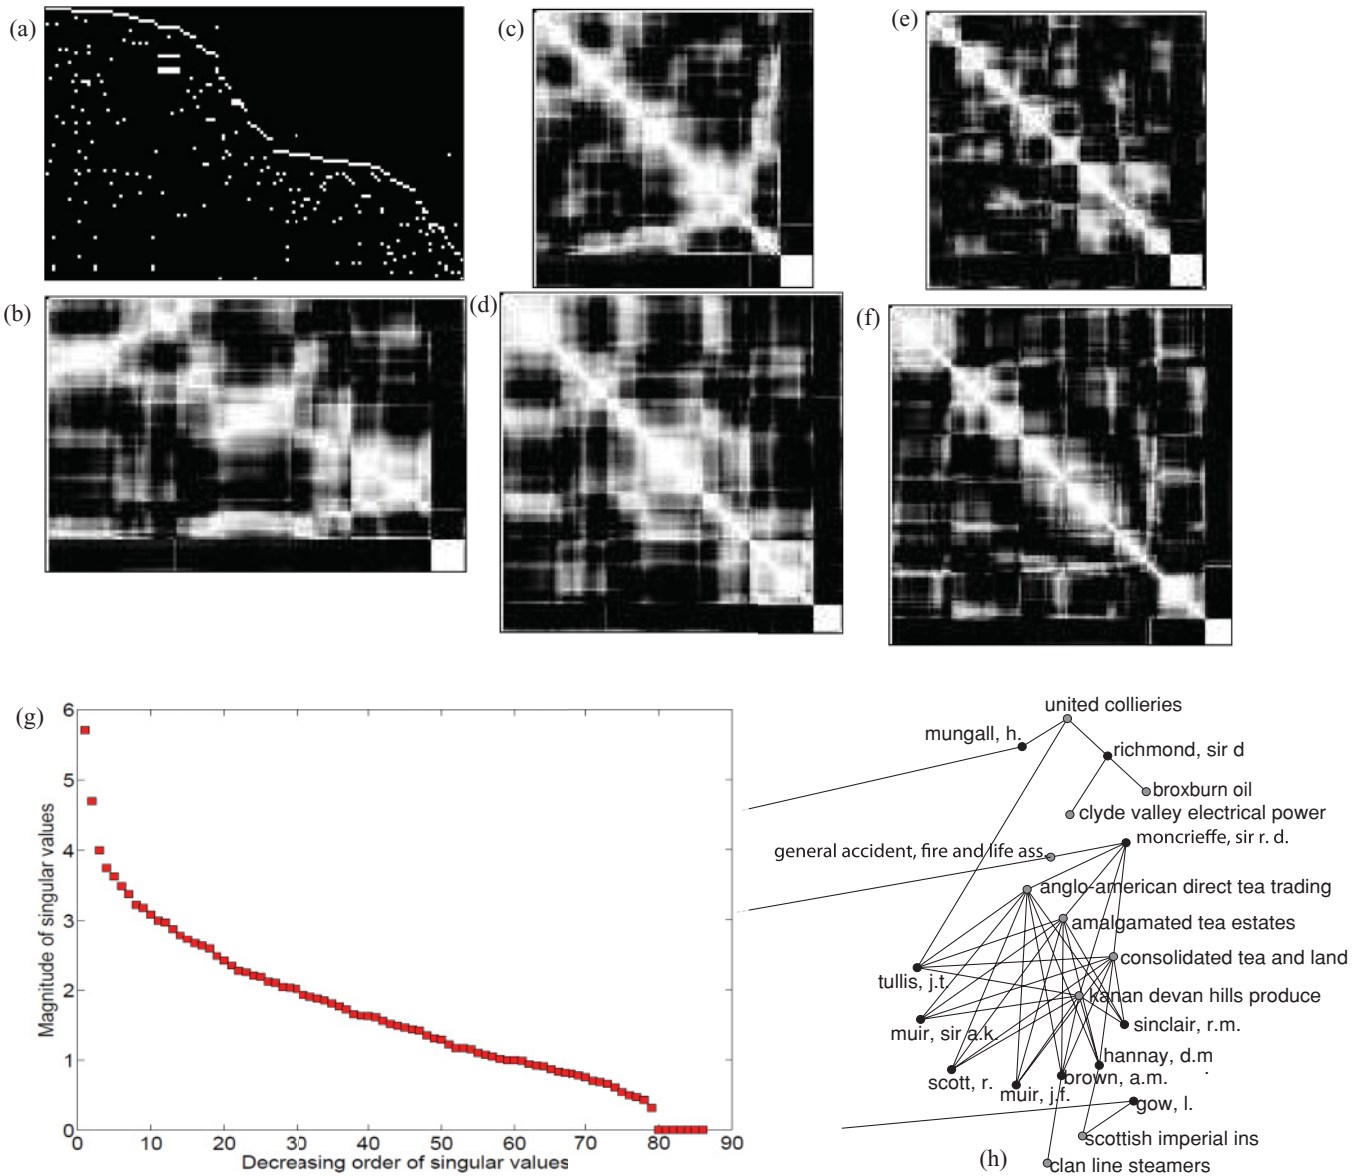 (a)
(c)
(e)
(b)
(d)
(f)
(g)
6
5
4
3
2
1
0
0 10 20 30 40 50 60 70 80 90
Magnitude of singular values
Decreasing order of singular values
united collieries
mungall, h.
richmond, sir d
broxburn oil
clyde valley electrical power
moncrieffe, sir r. d.
general accident, fire and life ass.
anglo-american direct tea trading
amalgamated tea estates
consolidated tea and land
tullis, j.t.
kanan devan hills produce
muir, sir a.k.
sinclair, r.m.
hannay, d.m
scott, r.
muir, j.f.
brown, a.m.
gow, l.
scottish imperial ins
clan line steamers
(h)